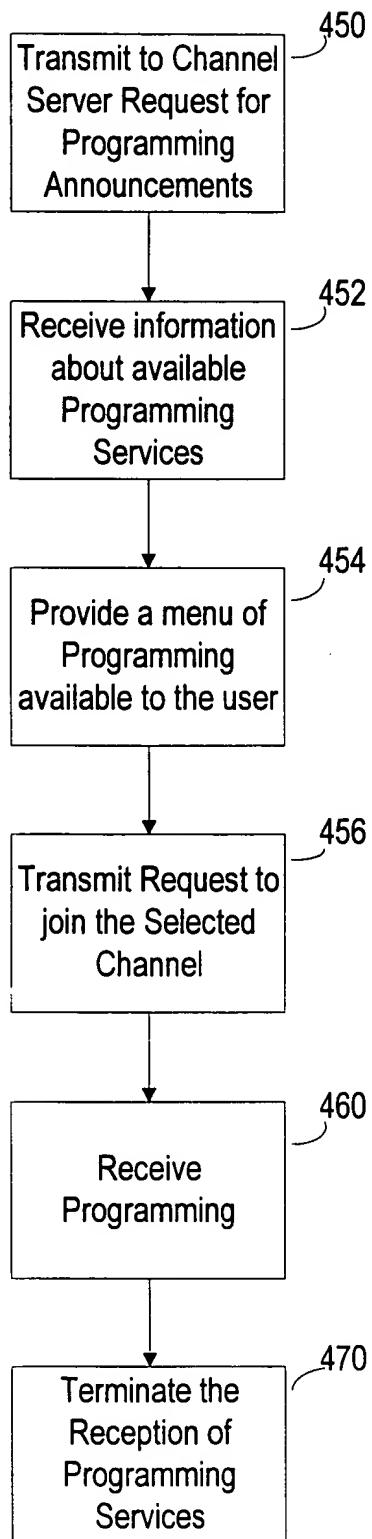 450
Transmit to Channel
Server Request for
Programming
Announcements
452
Receive information
about available
Programming
Services
454
Provide a menu of
Programming
available to the user
456
Transmit Request to
join the Selected
Channel
460
Receive
Programming
470
Terminate the
Reception of
Programming
Services